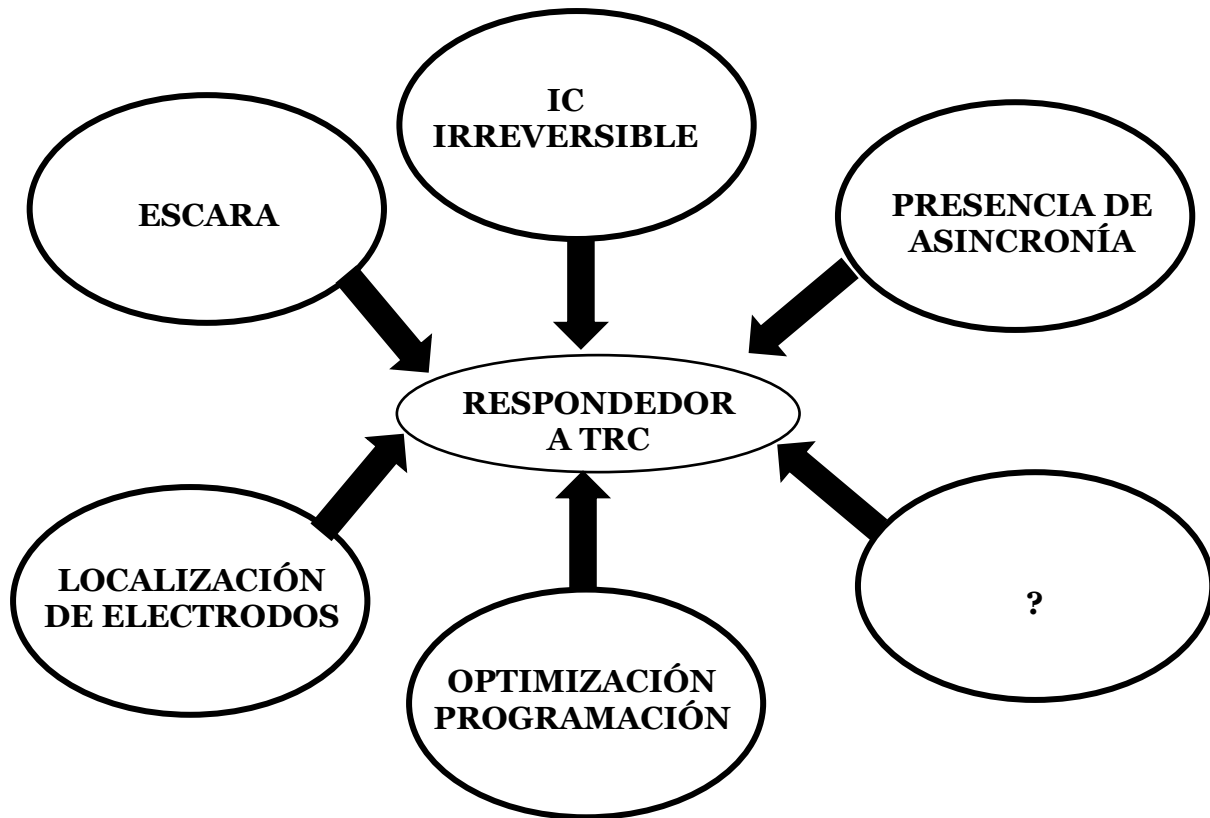 IC
IRREVERSIBLE
ESCARA
PRESENCIA DE
ASINCRONÍA
RESPONDEDOR
A TRC
LOCALIZACIÓN
DE ELECTRODOS
?
OPTIMIZACIÓN
PROGRAMACIÓN